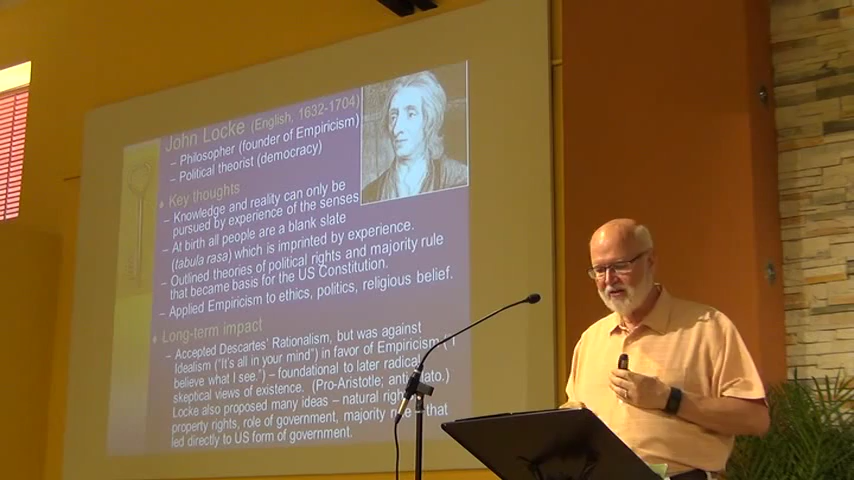 John Locke (English, 1632-1704)
– Philosopher (founder of Empiricism)
– Political theorist (democracy)
Key thoughts
– Knowledge and reality can only be
pursued by experience of the senses
– At birth all people are a blank slate
(tabula rasa) which is imprinted by experience.
– Outlined theories of political rights and majority rule
that became basis for the US Constitution.
– Applied Empiricism to ethics, politics, religious belief.
Long-term impact
– Accepted Descartes' Rationalism, but was against
Idealism ("It's all in your mind") in favor of Empiricism ("I
believe what I see.") – foundational to later radical
skeptical views of existence. (Pro-Aristotle; anti
Locke also proposed many ideas – natural
property rights, role of government, majority – that
led directly to US form of government.